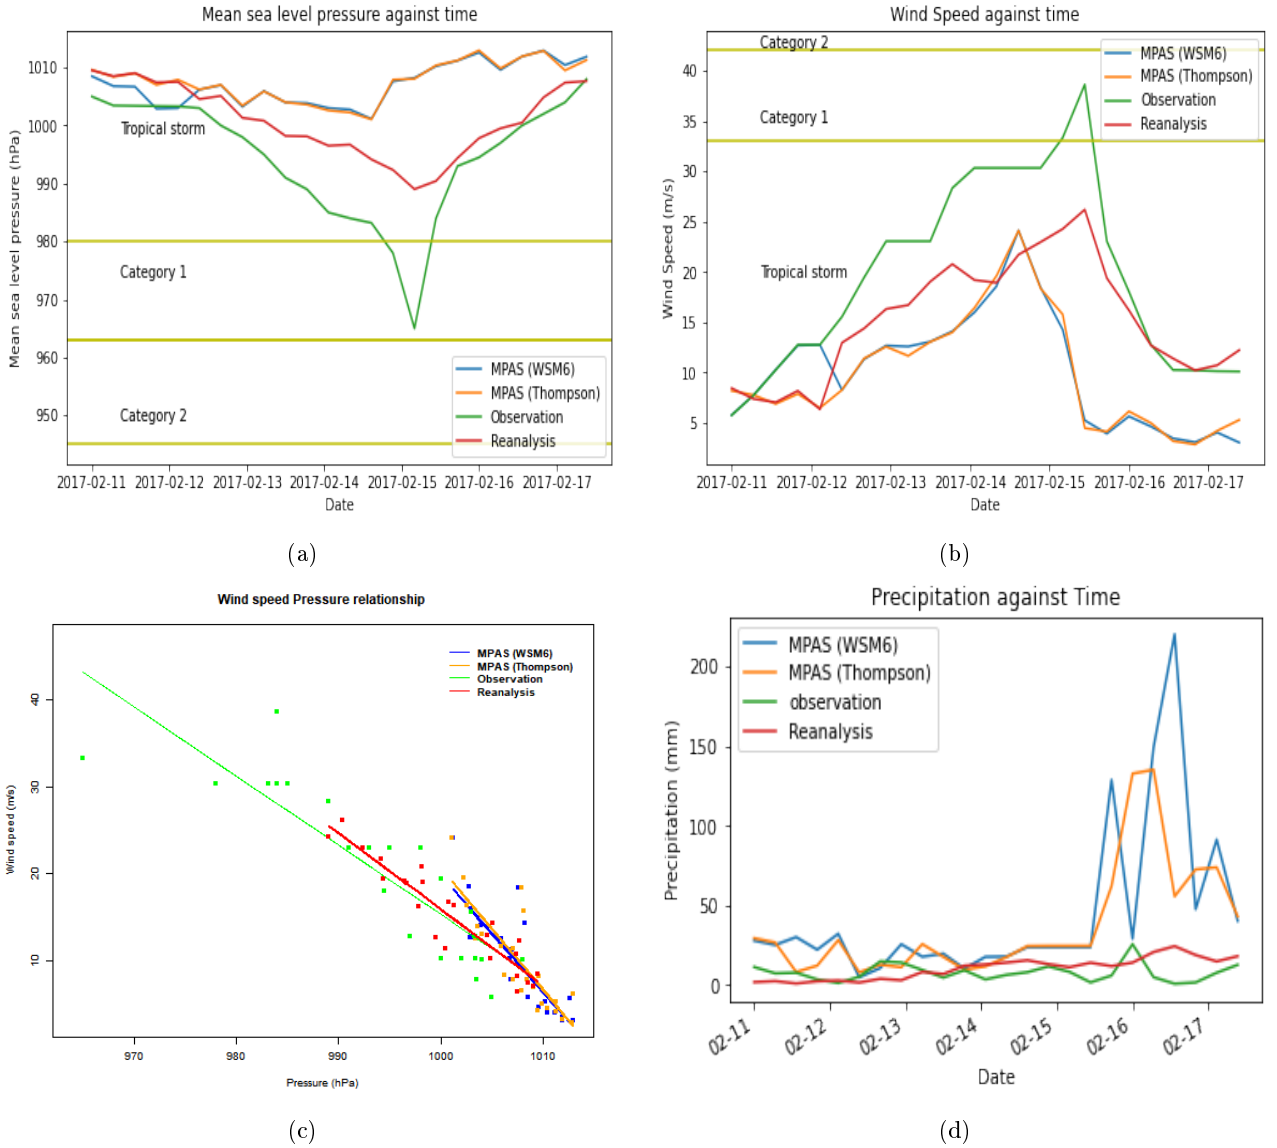 Mean sea level pressure against time
Mean sea level pressure (hPa)
1010
1000
990
980
970
960
950
Tropical storm
Category 1
Category 2
MPAS (WSM6)
MPAS (Thompson)
Observation
Reanalysis
2017-02-11 2017-02-12 2017-02-13 2017-02-14 2017-02-15 2017-02-16 2017-02-17
Date
(a)
Wind Speed against time
Wind Speed (m/s)
40
35
30
25
20
15
10
5
Category 2
Category 1
Tropical storm
MPAS (WSM6)
MPAS (Thompson)
Observation
Reanalysis
2017-02-11 2017-02-12 2017-02-13 2017-02-14 2017-02-15 2017-02-16 2017-02-17
Date
(b)
Wind speed Pressure relationship
Wind speed (m/s)
40
30
20
10
MPAS (WSM6)
MPAS (Thompson)
Observation
Reanalysis
970 980 990 1000 1010
Pressure (hPa)
(c)
Precipitation against Time
Precipitation (mm)
200
150
100
50
0
MPAS (WSM6)
MPAS (Thompson)
observation
Reanalysis
02-11 02-12 02-13 02-14 02-15 02-16 02-17
Date
(d)